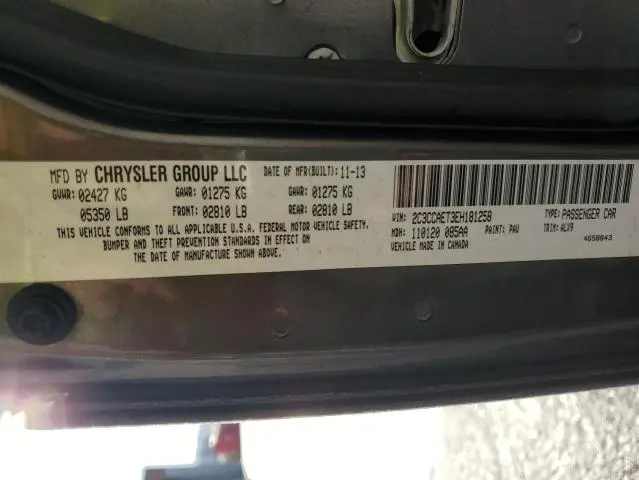 MFD BY CHRYSLER GROUP LLC DATE OF MFR(BUILT): 11-13
GVWR: 02427 KG GAWR: 01275 KG GAWR: 01275 KG
05350 LB FRONT: 02810 LB REAR: 02810 LB
THIS VEHICLE CONFORMS TO ALL APPLICABLE U.S.A. FEDERAL MOTOR VEHICLE SAFETY,
BUMPER AND THEFT PREVENTION STANDARDS IN EFFECT ON
THE DATE OF MANUFACTURE SHOWN ABOVE.
VIN: 2C3CCAET3EH181258 TYPE: PASSENGER CAR
MDH: 110120 085AA PAINT: PAU TRIM: ALX9
VEHICLE MADE IN CANADA 4658843